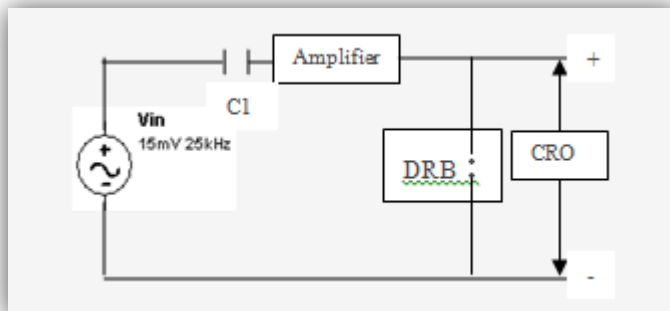 Amplifier
+
C1
Vin
15mV 25kHz
+
-
DRB
CRO
-